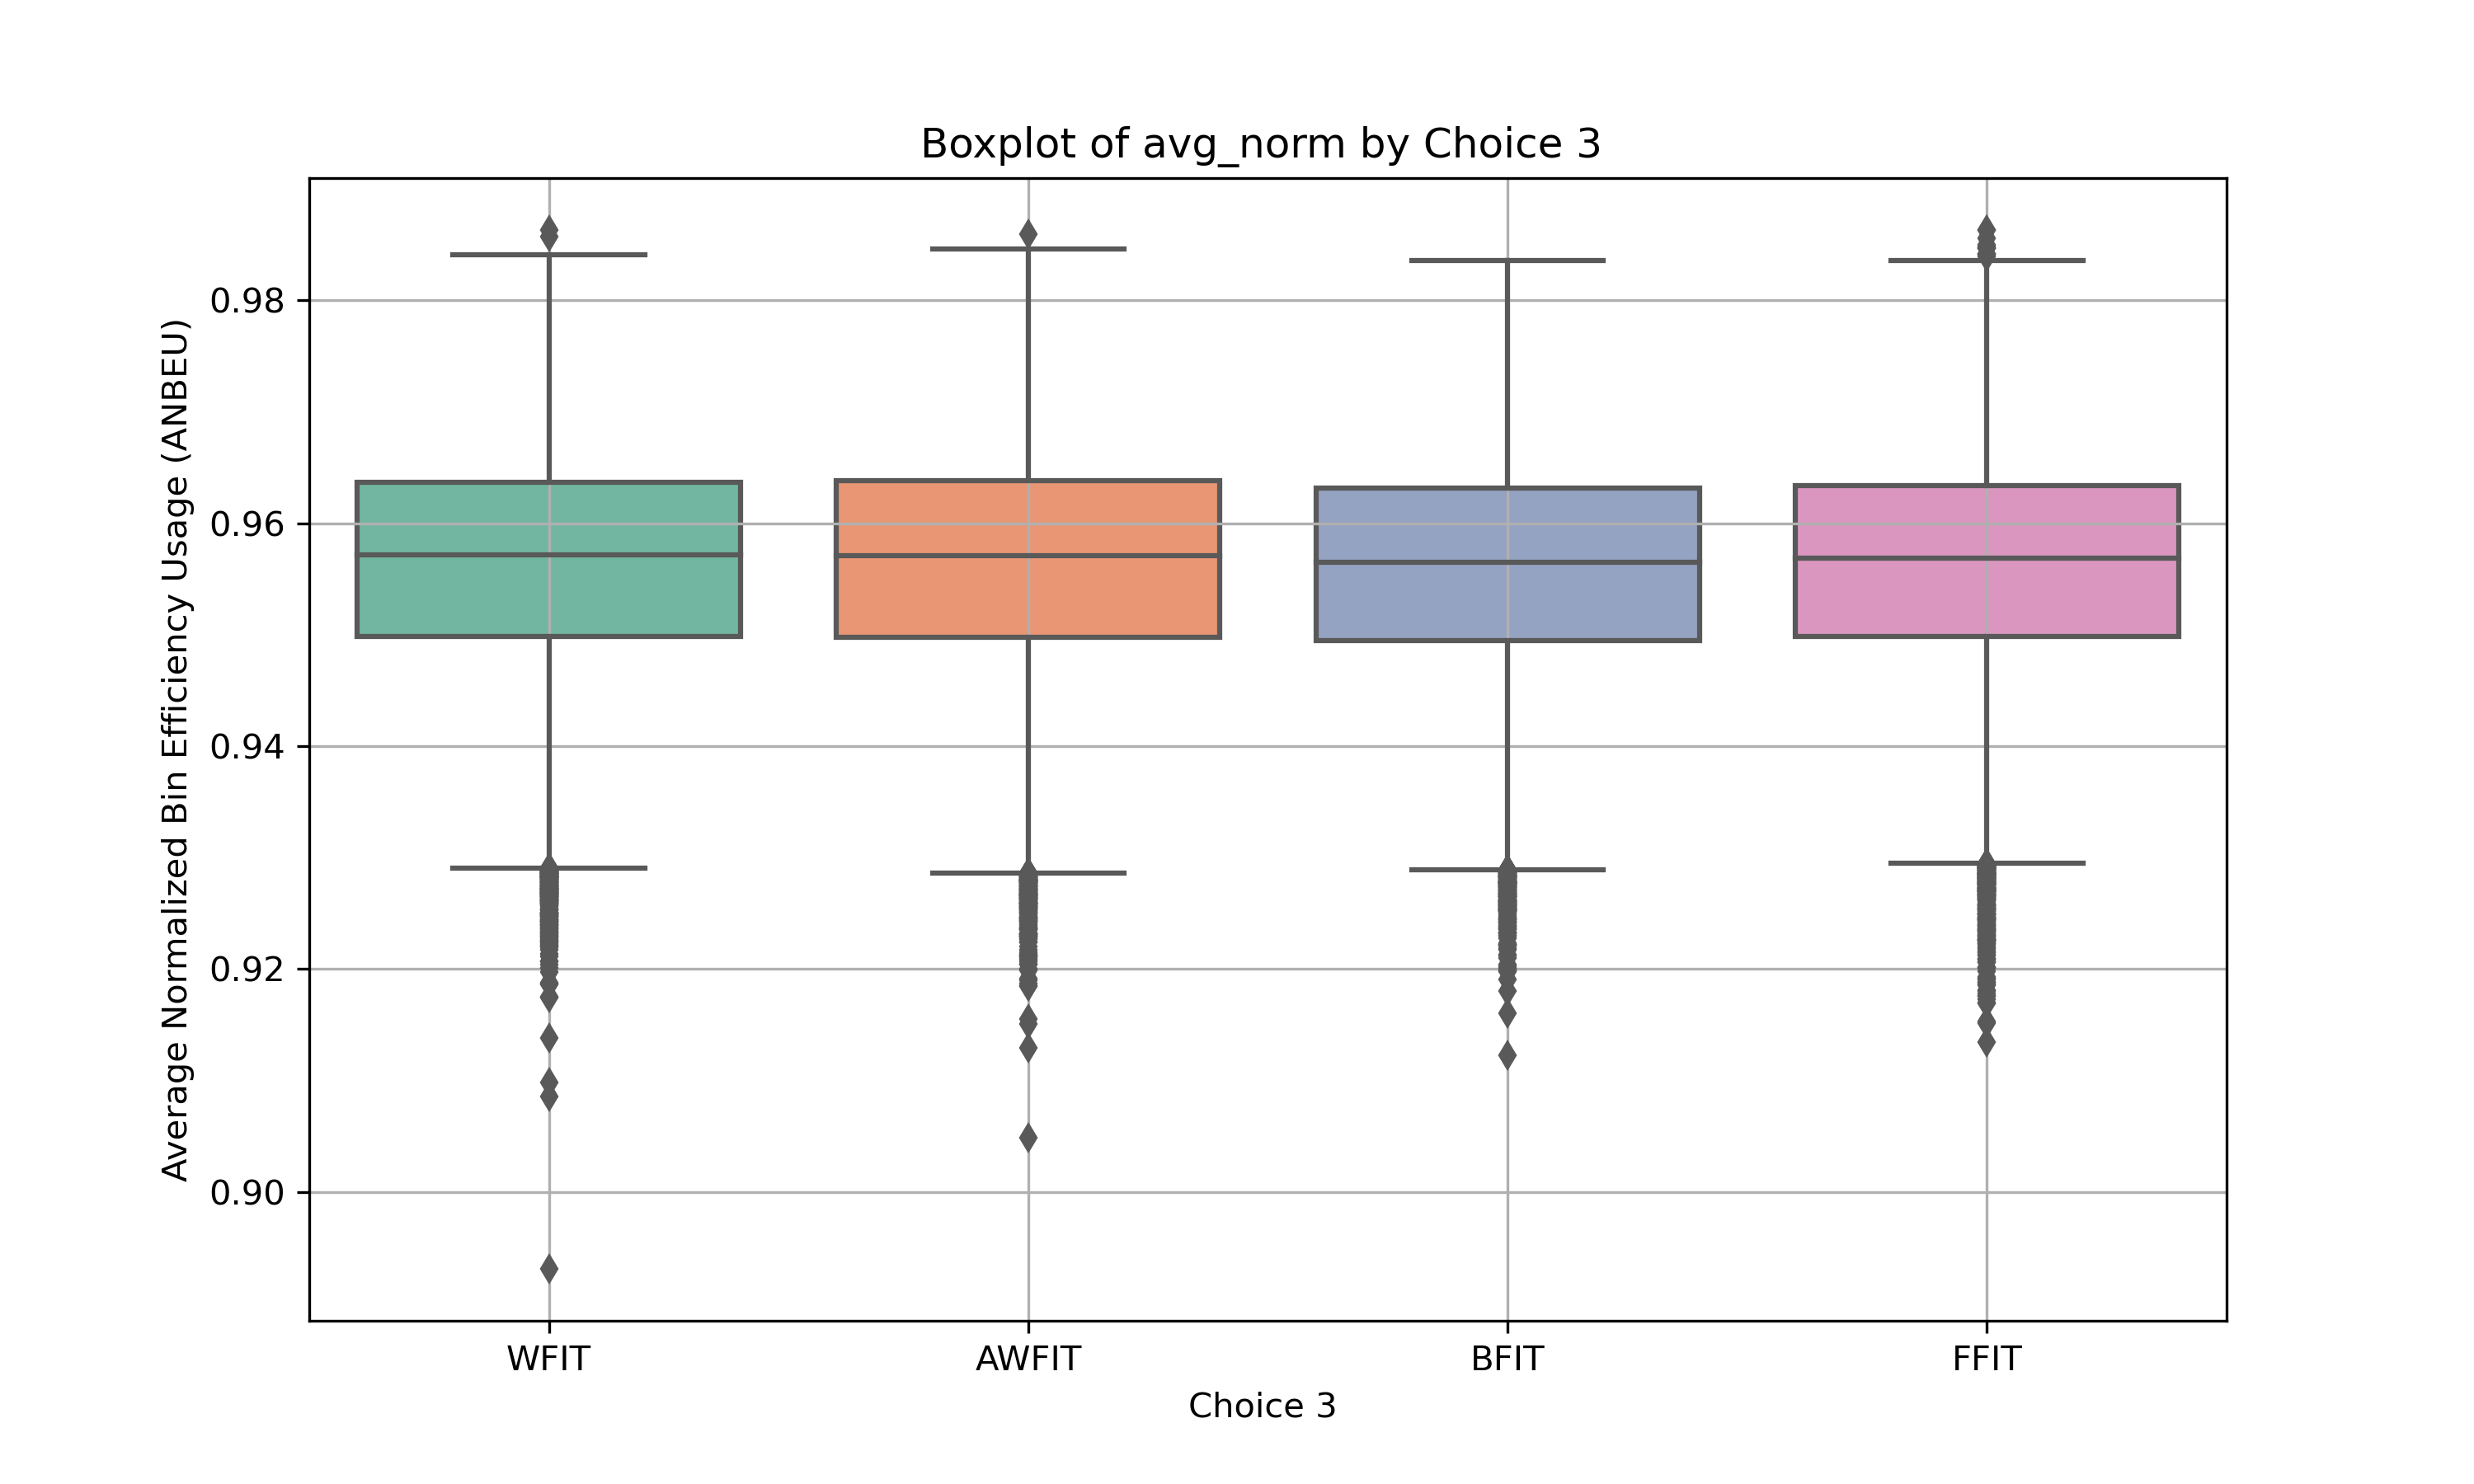 Boxplot of avg_norm by Choice 3
Average Normalized Bin Efficiency Usage (ANBEU)
0.98
0.96
0.94
0.92
0.90
WFIT AWFIT BFIT FFIT
Choice 3